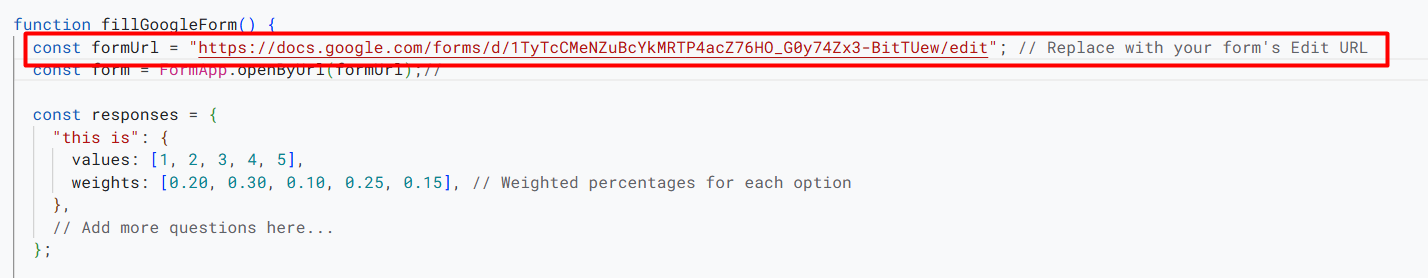 function fillGoogleForm() {
const formUrl = "https://docs.google.com/forms/d/1TyTcCMeNZuBcYkMRTP4acZ76HO_G0y74Zx3-BitTUew/edit"; // Replace with your form's Edit URL
const form = FormApp.openByUrl(formUrl);//
const responses = {
"this is": {
values: [1, 2, 3, 4, 5],
weights: [0.20, 0.30, 0.10, 0.25, 0.15], // Weighted percentages for each option
},
// Add more questions here...
};